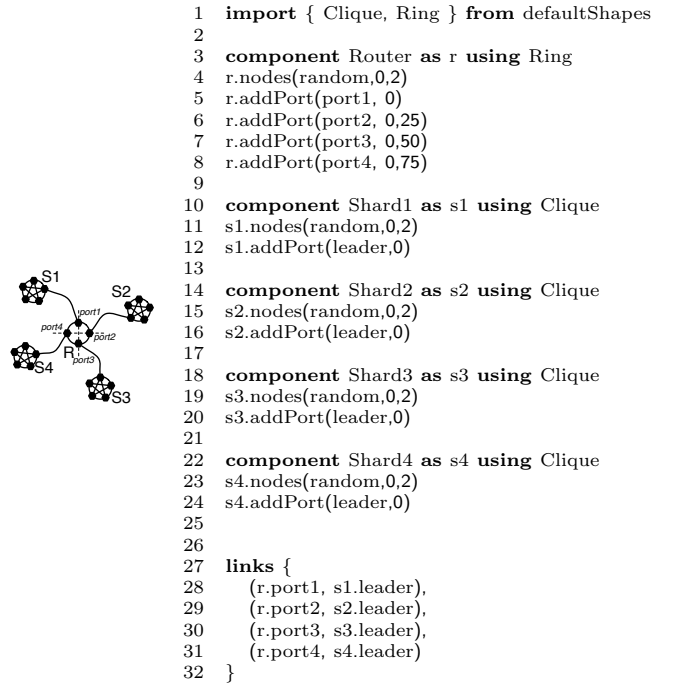 1 import { Clique, Ring } from defaultShapes
2
3 component Router as r using Ring
4 r.nodes(random,0,2)
5 r.addPort(port1, 0)
6 r.addPort(port2, 0,25)
7 r.addPort(port3, 0,50)
8 r.addPort(port4, 0,75)
9
10 component Shard1 as s1 using Clique
11 s1.nodes(random,0,2)
12 s1.addPort(leader,0)
13
14 component Shard2 as s2 using Clique
15 s2.nodes(random,0,2)
16 s2.addPort(leader,0)
17
18 component Shard3 as s3 using Clique
19 s3.nodes(random,0,2)
20 s3.addPort(leader,0)
21
22 component Shard4 as s4 using Clique
23 s4.nodes(random,0,2)
24 s4.addPort(leader,0)
25
26
27 links {
28 (r.port1, s1.leader),
29 (r.port2, s2.leader),
30 (r.port3, s3.leader),
31 (r.port4, s4.leader)
32 }
S1
S2
port1
port4
port2
R
port3
S4
S3